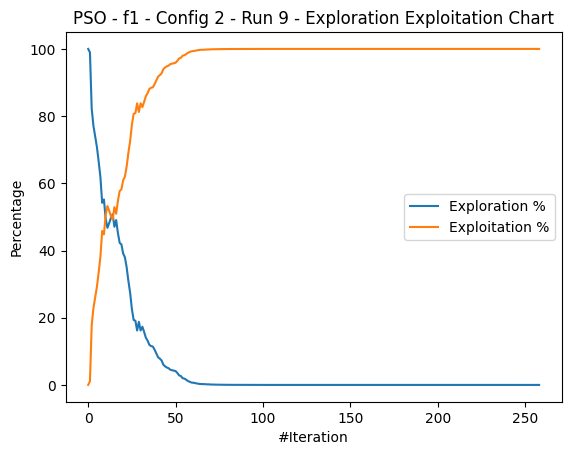 PSO - f1 - Config 2 - Run 9 - Exploration Exploitation Chart
100
80
60
40
20
0
Percentage
Exploration %
Exploitation %
0 50 100 150 200 250
#Iteration